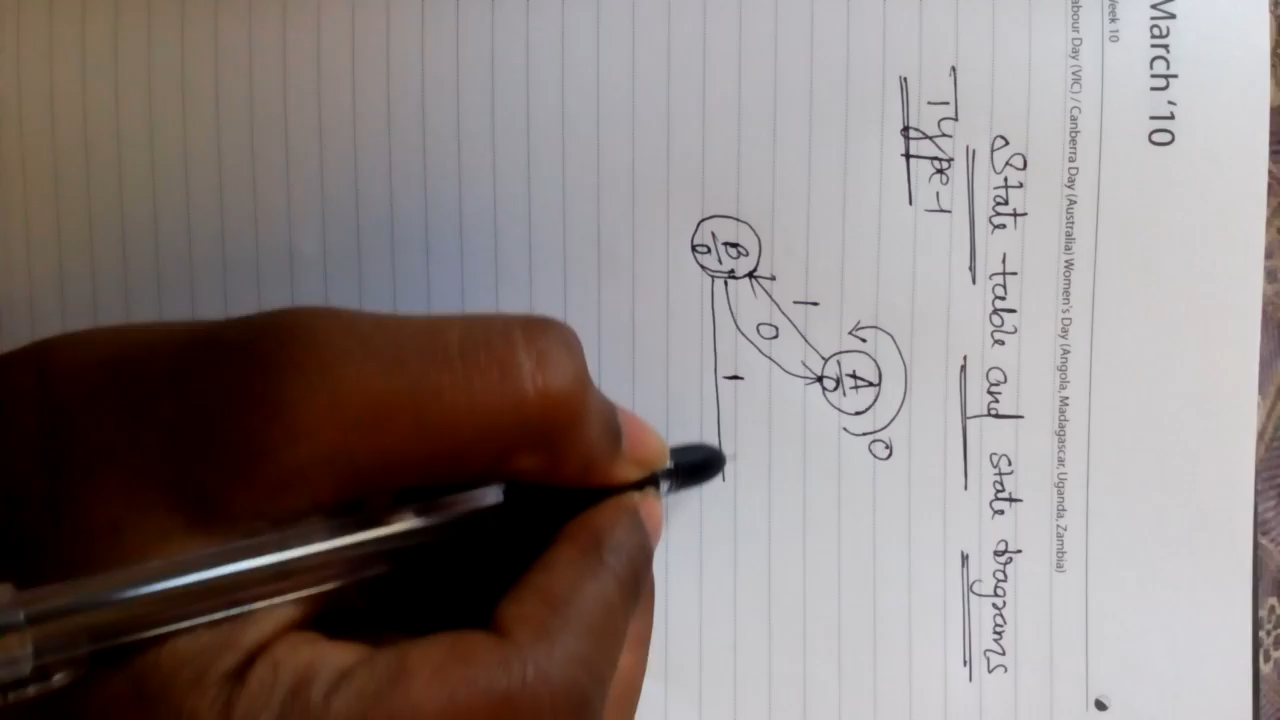 March '10
eek 10
abour Day (VIC) / Canberra Day (Australia) Women's Day (Angola, Madagascar, Uganda, Zambia)
State table and state diagrams
Type-1
0
A
0
1
0
B
0
1